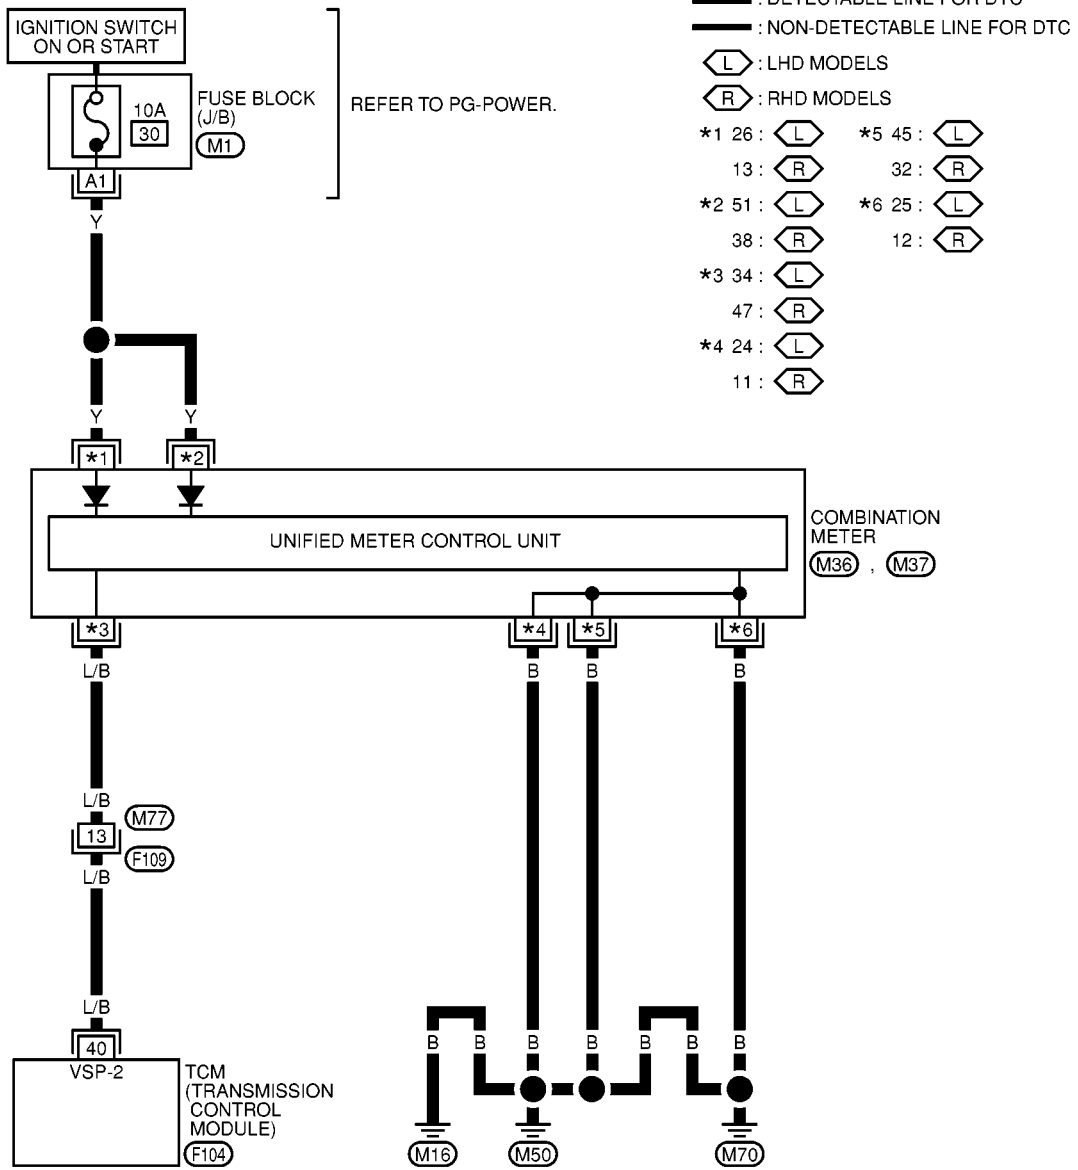 : DETECTABLE LINE FOR DTC
: NON-DETECTABLE LINE FOR DTC
L : LHD MODELS
R : RHD MODELS
*1 26 : L
13 : R
*2 51 : L
38 : R
*3 34 : L
47 : R
*4 24 : L
11 : R
*5 45 : L
32 : R
*6 25 : L
12 : R
IGNITION SWITCH
ON OR START
10A
30
FUSE BLOCK
(J/B)
M1
REFER TO PG-POWER.
A1
Y
Y Y
*1 *2
UNIFIED METER CONTROL UNIT
COMBINATION
METER
M36 , M37
*3 *4 *5 *6
L/B B B B
L/B
M77
13
F109
L/B
L/B
40
VSP-2
TCM
(TRANSMISSION
CONTROL
MODULE)
F104
B B B B B B B
M16 M50 M70